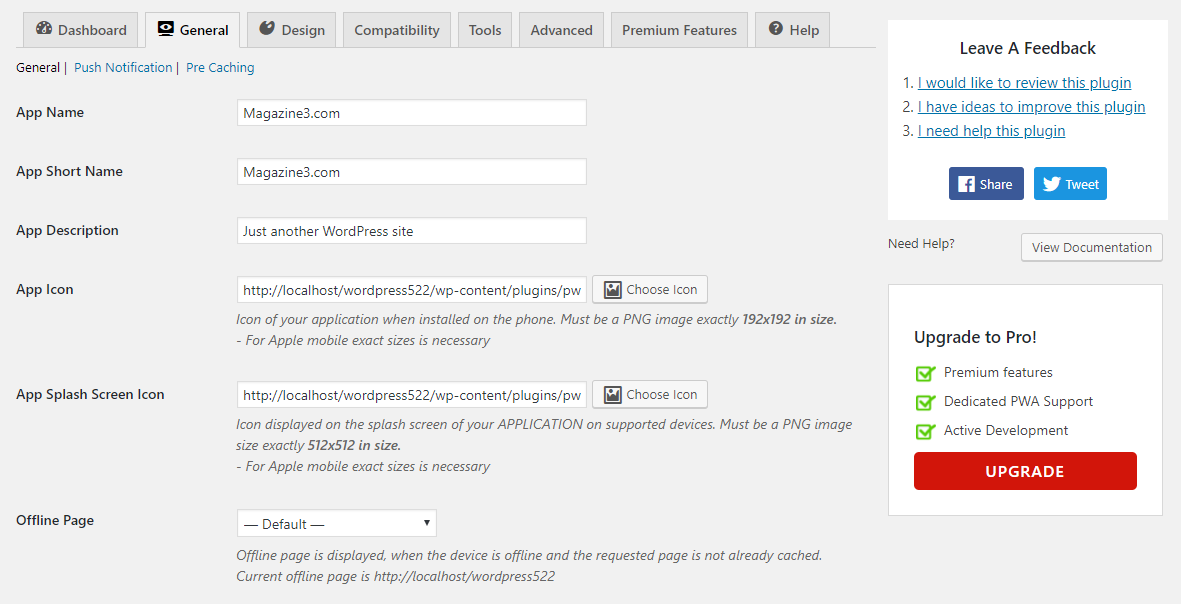 Dashboard General Design Compatibility Tools Advanced Premium Features Help
General | Push Notification | Pre Caching
App Name Magazine3.com
App Short Name Magazine3.com
App Description Just another WordPress site
App Icon http://localhost/wordpress522/wp-content/plugins/pw Choose Icon
Icon of your application when installed on the phone. Must be a PNG image exactly 192x192 in size.
- For Apple mobile exact sizes is necessary
App Splash Screen Icon http://localhost/wordpress522/wp-content/plugins/pw Choose Icon
Icon displayed on the splash screen of your APPLICATION on supported devices. Must be a PNG image
size exactly 512x512 in size.
- For Apple mobile exact sizes is necessary
Offline Page — Default —
Offline page is displayed, when the device is offline and the requested page is not already cached.
Current offline page is http://localhost/wordpress522
Leave A Feedback
1. I would like to review this plugin
2. I have ideas to improve this plugin
3. I need help this plugin
Share Tweet
Need Help? View Documentation
Upgrade to Pro!
Premium features
Dedicated PWA Support
Active Development
UPGRADE